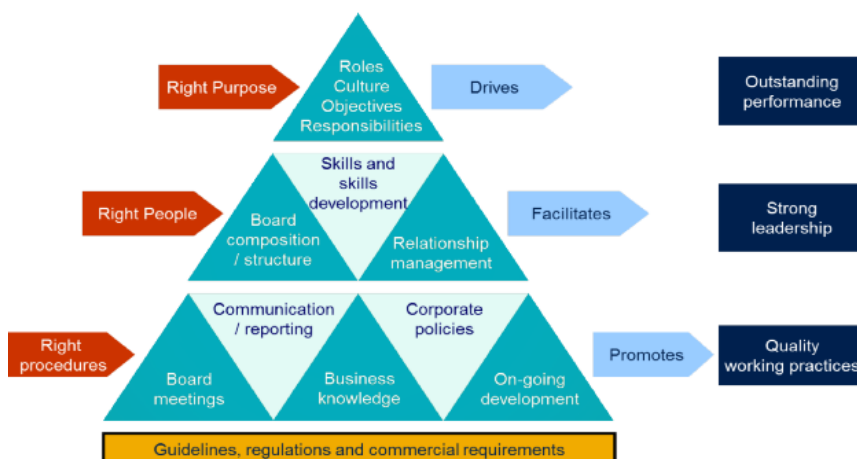 Right Purpose
Roles
Culture
Objectives
Responsibilities
Drives
Outstanding
performance
Right People
Skills and
skills
development
Board
composition
/ structure
Relationship
management
Facilitates
Strong
leadership
Right
procedures
Communication
/ reporting
Corporate
policies
Board
meetings
Business
knowledge
On-going
development
Promotes
Quality
working practices
Guidelines, regulations and commercial requirements